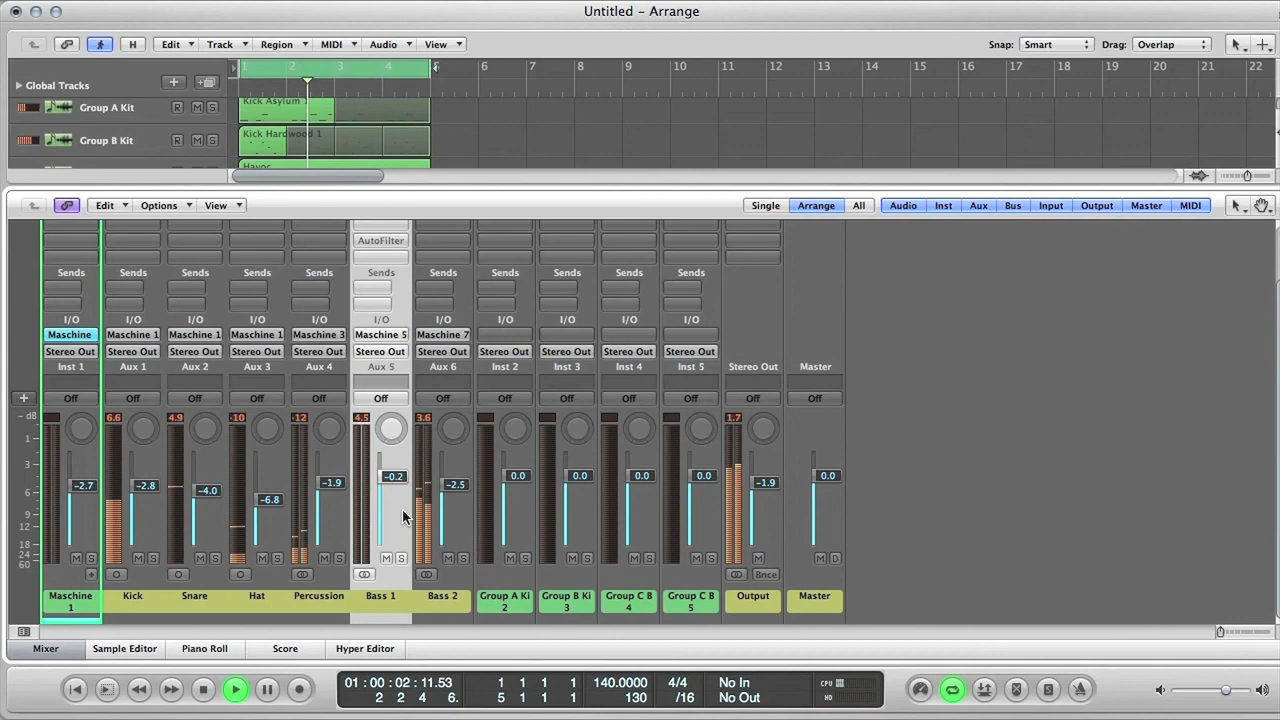 Untitled – Arrange
H Edit Track Region MIDI Audio View Snap: Smart Drag: Overlap
1 2 3 4 5 6 7 8 9 10 11 12 13 14 15 16 17 18 19 20 21 22
Global Tracks
Group A Kit R M S Kick Asylum 1
Group B Kit R M S Kick Hardwood 1
Havoc
Edit Options View Single Arrange All Audio Inst Aux Bus Input Output Master MIDI
AutoFilter
Sends Sends Sends Sends Sends Sends Sends Sends Sends Sends Sends
I/O I/O I/O I/O I/O I/O I/O I/O I/O I/O I/O
Maschine Maschine 1 Maschine 1 Maschine 1 Maschine 3 Maschine 5 Maschine 7
Stereo Out Stereo Out Stereo Out Stereo Out Stereo Out Stereo Out Stereo Out Stereo Out Stereo Out Stereo Out Stereo Out
Inst 1 Aux 1 Aux 2 Aux 3 Aux 4 Aux 5 Aux 6 Inst 2 Inst 3 Inst 4 Inst 5 Stereo Out Master
Off Off Off Off Off Off Off Off Off Off Off Off Off
dB 6.6 4.9 -10 -12 4.5 3.6 1.7
1
3
-2.7 -2.8 -4.0 -6.8 -1.9 -0.2 -2.5 0.0 0.0 0.0 0.0 -1.9 0.0
6
9
12
18
24
60
M S M S M S M S M S M S M S M S M S M S M S M M D
Bnce
Maschine 1 Kick Snare Hat Percussion Bass 1 Bass 2 Group A Ki 2 Group B Ki 3 Group C B 4 Group C B 5 Output Master
Mixer Sample Editor Piano Roll Score Hyper Editor
01:00:02:11.53 1 1 1 1 140.0000 4/4 No In CPU
2 2 4 6. 5 1 1 1 130 /16 No Out HD